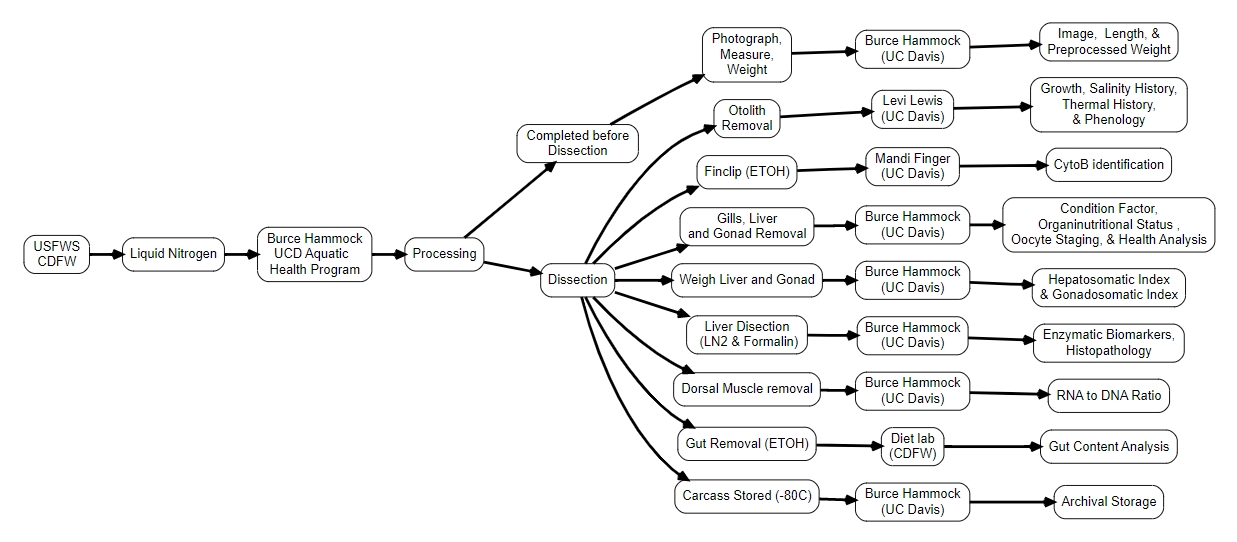 USFWS
CDFW
Liquid Nitrogen
Burce Hammock
UCD Aquatic
Health Program
Processing
Completed before
Dissection
Photograph,
Measure,
Weight
Burce Hammock
(UC Davis)
Image, Length, &
Preprocessed Weight
Dissection
Otolith
Removal
Levi Lewis
(UC Davis)
Growth, Salinity History,
Thermal History,
& Phenology
Finclip (ETOH)
Mandi Finger
(UC Davis)
CytoB identification
Gills, Liver
and Gonad Removal
Burce Hammock
(UC Davis)
Condition Factor,
Organinutritional Status ,
Oocyte Staging, & Health Analysis
Weigh Liver and Gonad
Burce Hammock
(UC Davis)
Hepatosomatic Index
& Gonadosomatic Index
Liver Disection
(LN2 & Formalin)
Burce Hammock
(UC Davis)
Enzymatic Biomarkers,
Histopathology
Dorsal Muscle removal
Burce Hammock
(UC Davis)
RNA to DNA Ratio
Gut Removal (ETOH)
Diet lab
(CDFW)
Gut Content Analysis
Carcass Stored (-80C)
Burce Hammock
(UC Davis)
Archival Storage